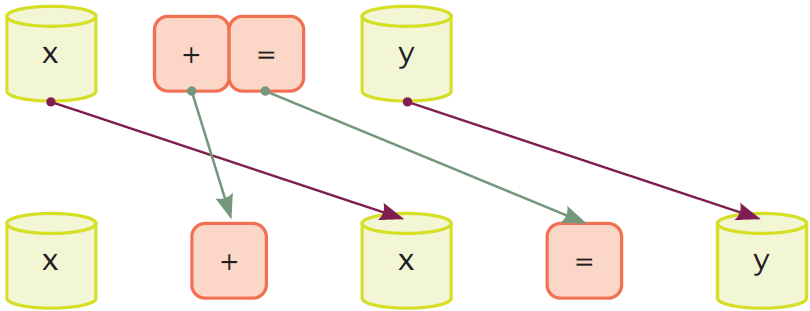 x + = y
x + x = y